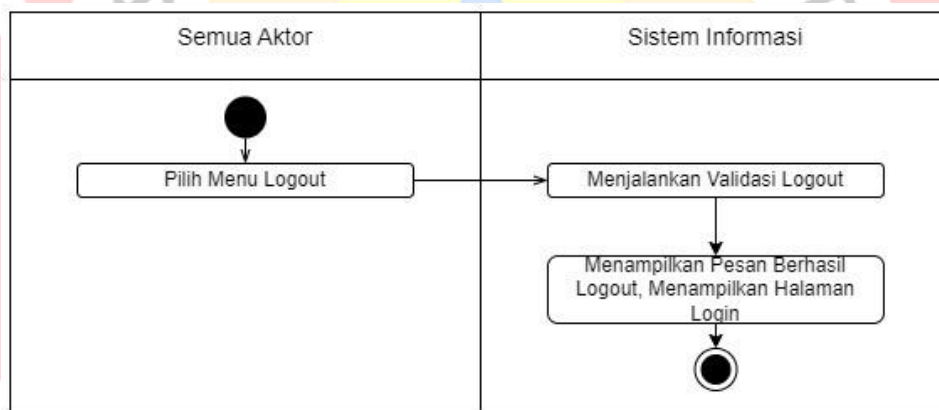 Semua Aktor
Sistem Informasi
Pilih Menu Logout
Menjalankan Validasi Logout
Menampilkan Pesan Berhasil
Logout, Menampilkan Halaman
Login